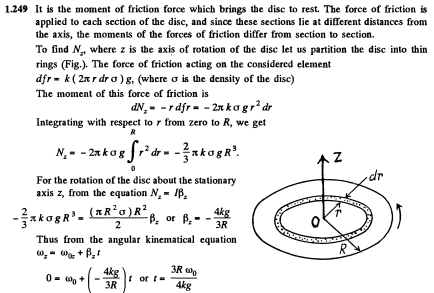 1.249 It is the moment of friction force which brings the disc to rest. The force of friction is
applied to each section of the disc, and since these sections lie at different distances from
the axis, the moments of the forces of friction differ from section to section.
To find N_z, where z is the axis of rotation of the disc let us partition the disc into thin
rings (Fig.). The force of friction acting on the considered element
dfr = k ( 2π r dr σ ) g, (where σ is the density of the disc)
The moment of this force of friction is
dN_z = − r dfr = − 2π k σ g r² dr
Integrating with respect to r from zero to R, we get
N_z = − 2π k σ g ∫₀ᴿ r² dr = − 2/3 π k σ g R³.
For the rotation of the disc about the stationary
axis z, from the equation N_z = Iβ_z
− 2/3 π k σ g R³ = (π R² σ) R² / 2 β_z or β_z = − 4kg / 3R
Thus from the angular kinematical equation
ω_z = ω_0z + β_z t
0 = ω₀ + ( − 4kg / 3R ) t or t = 3R ω₀ / 4kg
Z
dr
r
O
R